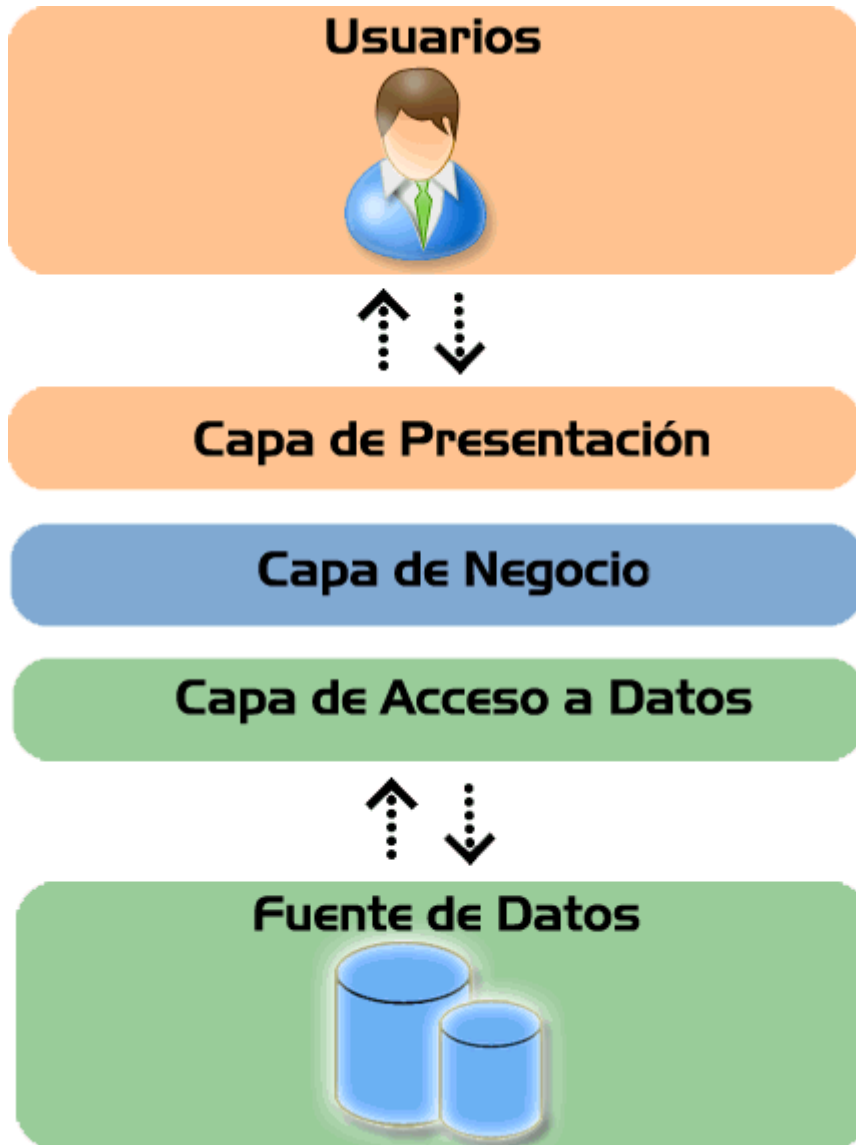 Usuarios
Capa de Presentación
Capa de Negocio
Capa de Acceso a Datos
Fuente de Datos